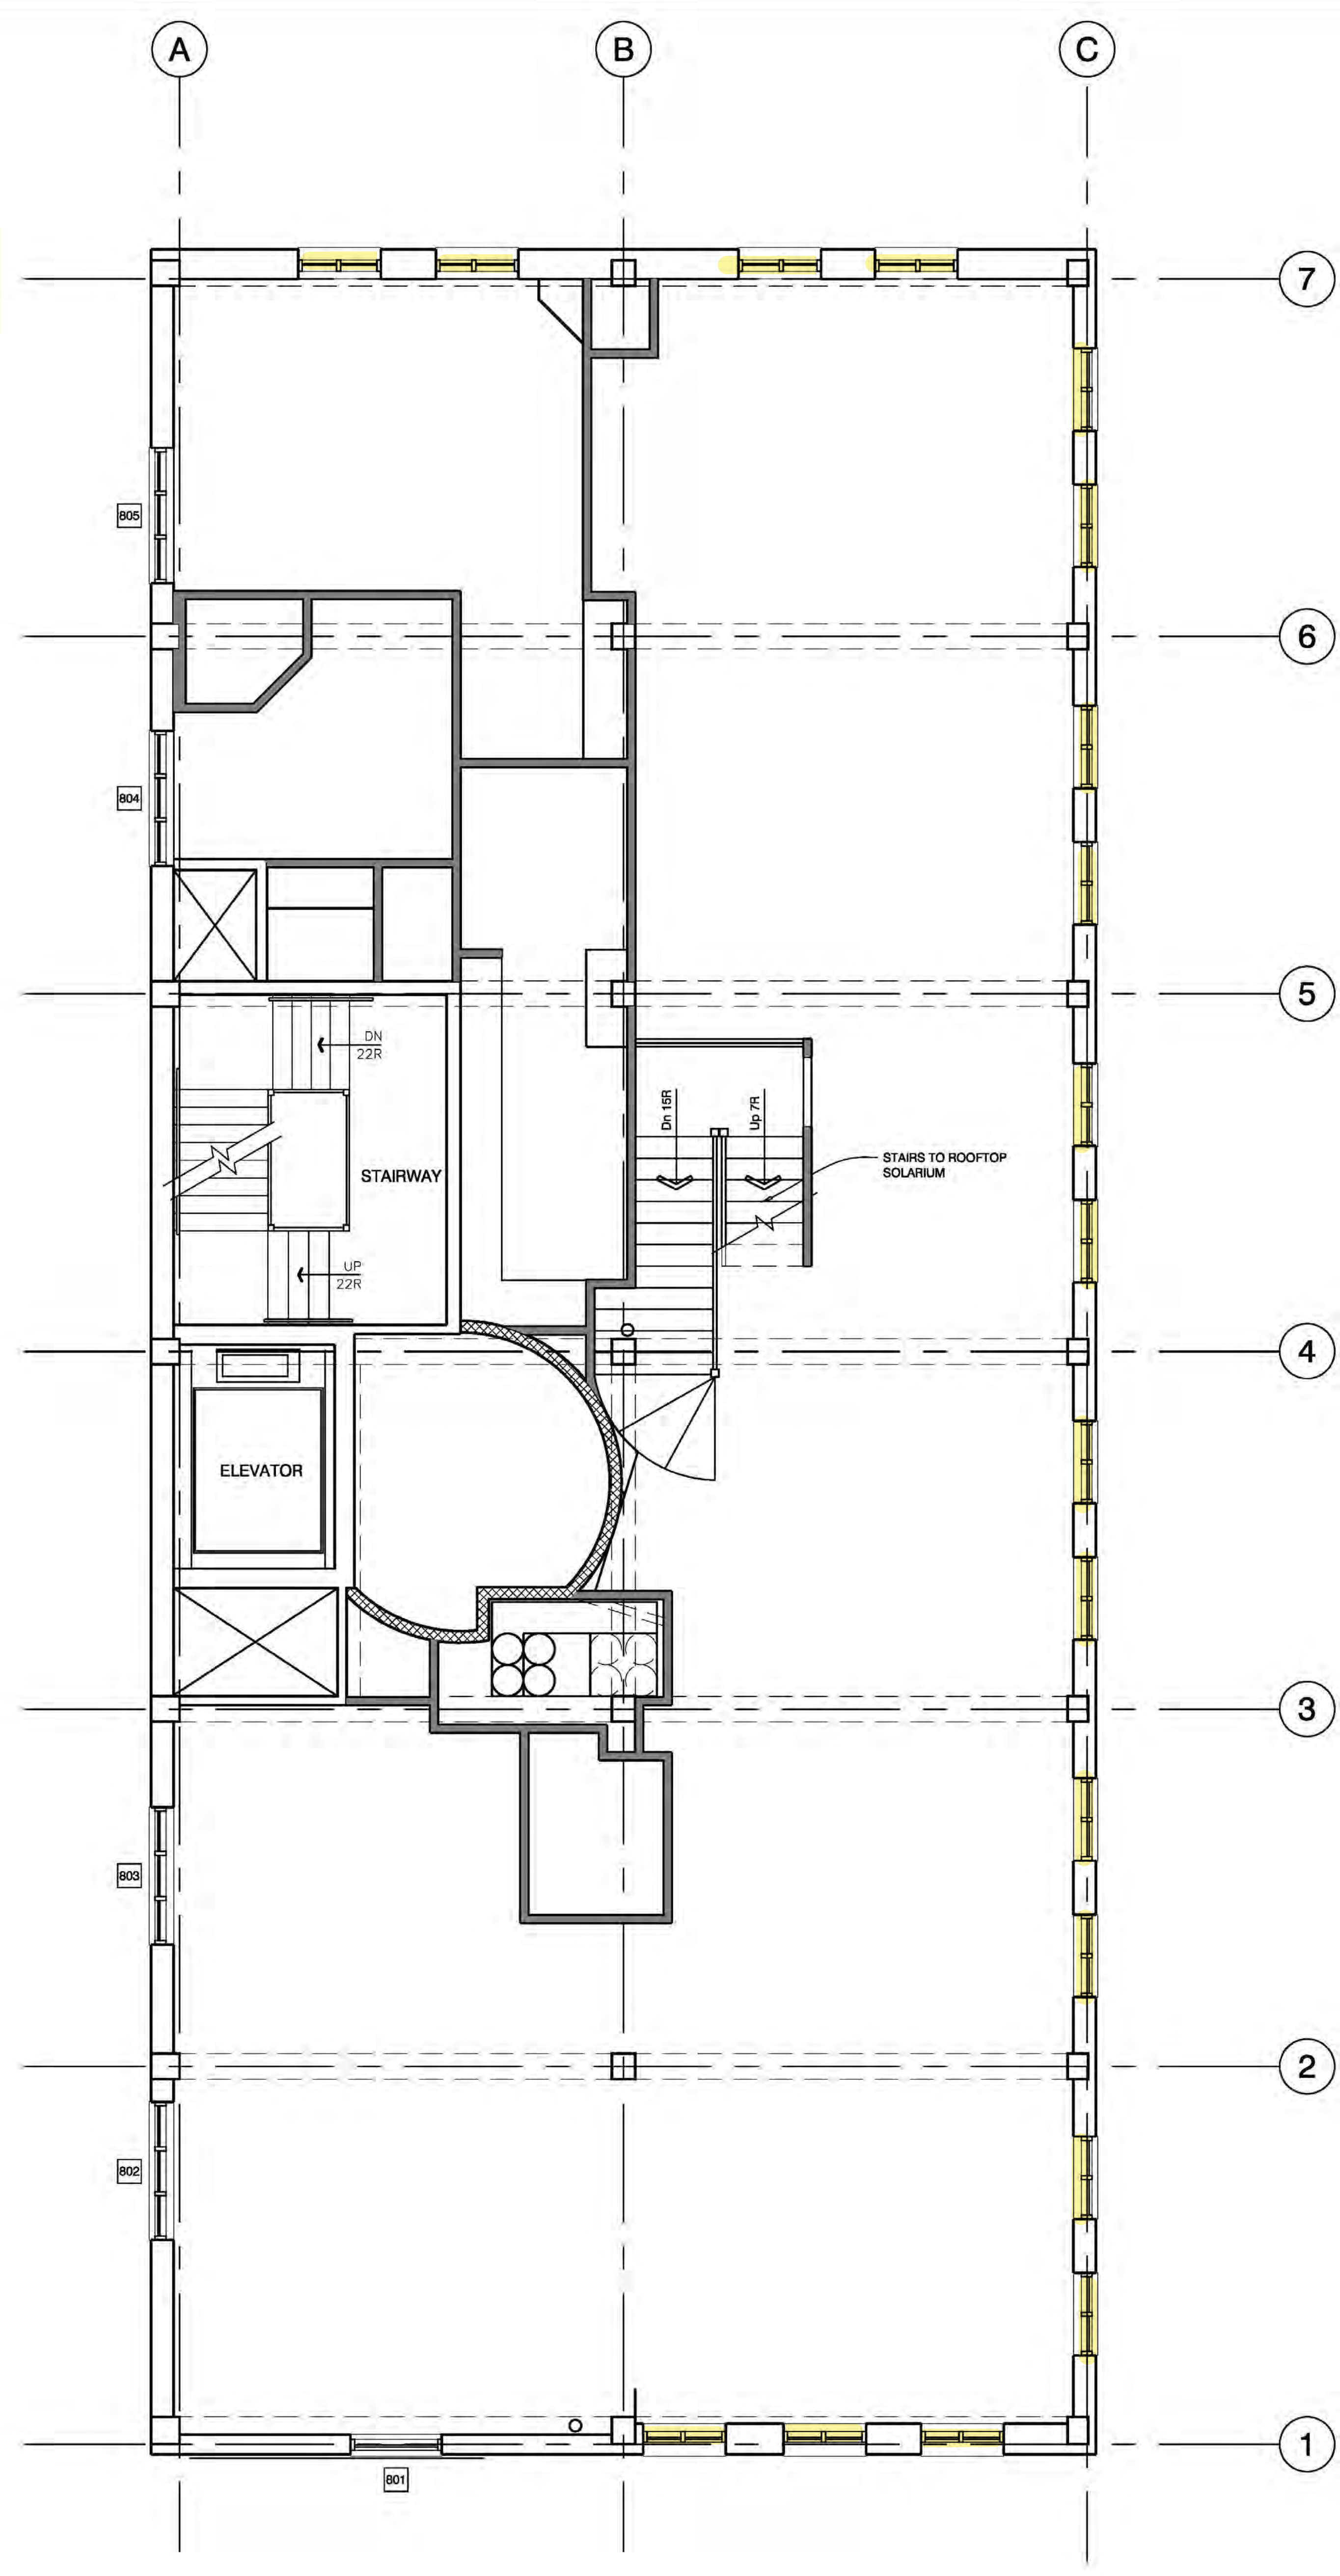 A
B
C
7
805
6
804
5
DN
22R
Dn 15R
Up 7R
STAIRS TO ROOFTOP
SOLARIUM
STAIRWAY
UP
22R
4
ELEVATOR
3
803
2
802
1
801